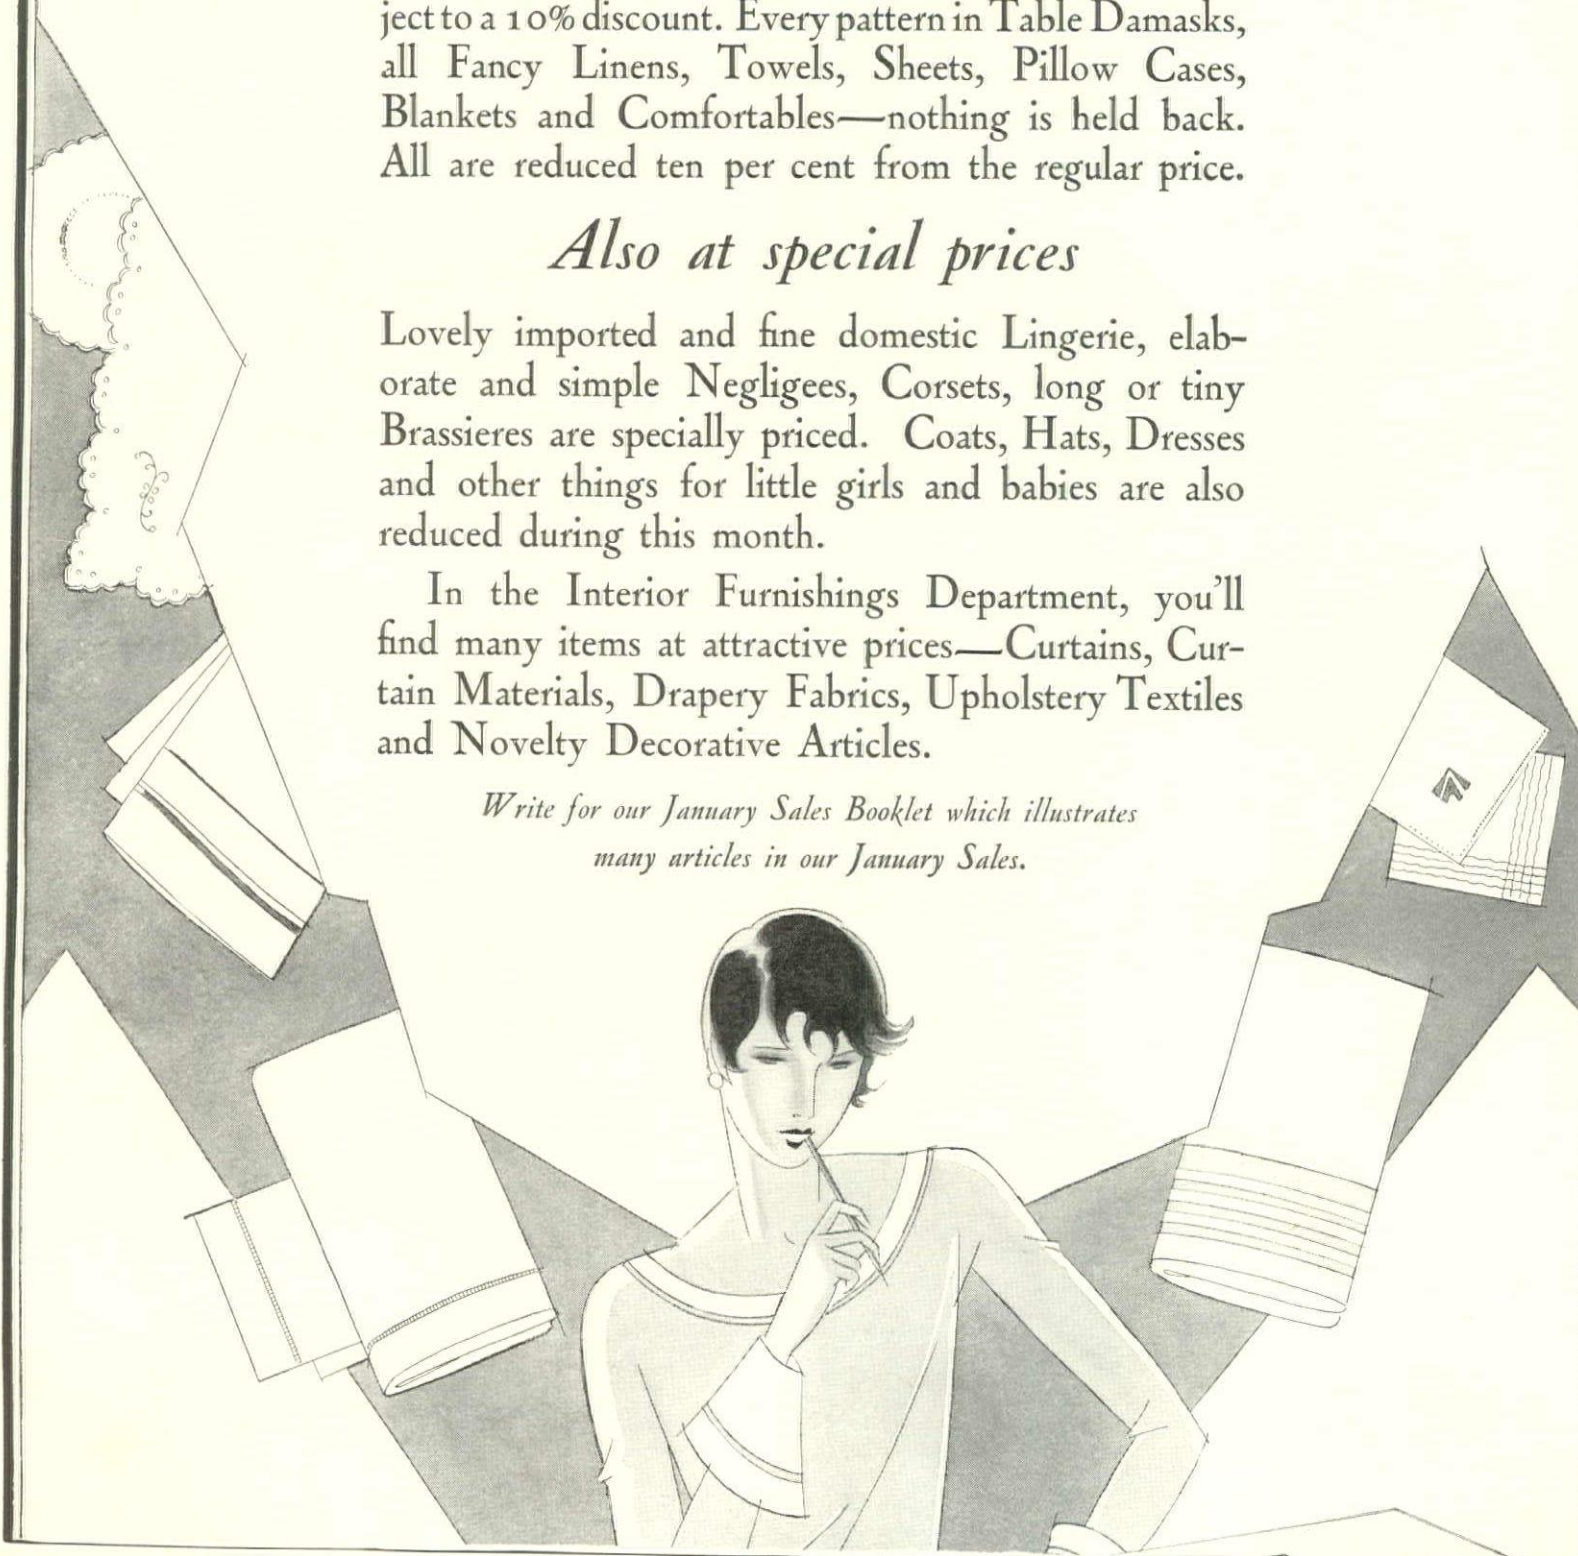 ject to a 10% discount. Every pattern in Table Damasks,
all Fancy Linens, Towels, Sheets, Pillow Cases,
Blankets and Comfortables—nothing is held back.
All are reduced ten per cent from the regular price.
Also at special prices
Lovely imported and fine domestic Lingerie, elab-
orate and simple Negligees, Corsets, long or tiny
Brassieres are specially priced. Coats, Hats, Dresses
and other things for little girls and babies are also
reduced during this month.
In the Interior Furnishings Department, you'll
find many items at attractive prices—Curtains, Cur-
tain Materials, Drapery Fabrics, Upholstery Textiles
and Novelty Decorative Articles.
Write for our January Sales Booklet which illustrates
many articles in our January Sales.